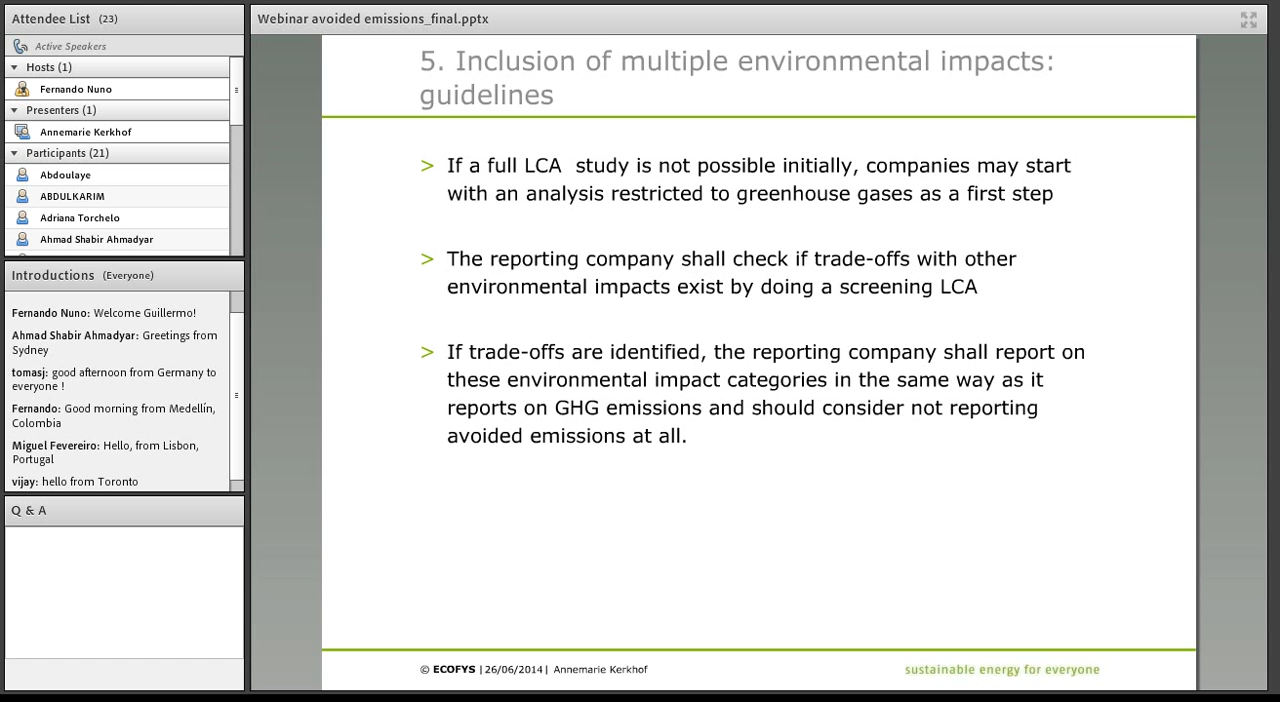 Attendee List (23)
Active Speakers
Hosts (1)
Fernando Nuno
Presenters (1)
Annemarie Kerkhof
Participants (21)
Abdoulaye
ABDULKARIM
Adriana Torchelo
Ahmad Shabir Ahmadyar
Introductions (Everyone)
Fernando Nuno: Welcome Guillermo!
Ahmad Shabir Ahmadyar: Greetings from
Sydney
tomasj: good afternoon from Germany to
everyone !
Fernando: Good morning from Medellín,
Colombia
Miguel Fevereiro: Hello, from Lisbon,
Portugal
vijay: hello from Toronto
Q & A
Webinar avoided emissions_final.pptx
5. Inclusion of multiple environmental impacts:
guidelines
> If a full LCA study is not possible initially, companies may start
with an analysis restricted to greenhouse gases as a first step
> The reporting company shall check if trade-offs with other
environmental impacts exist by doing a screening LCA
> If trade-offs are identified, the reporting company shall report on
these environmental impact categories in the same way as it
reports on GHG emissions and should consider not reporting
avoided emissions at all.
© ECOFYS | 26/06/2014 | Annemarie Kerkhof
sustainable energy for everyone